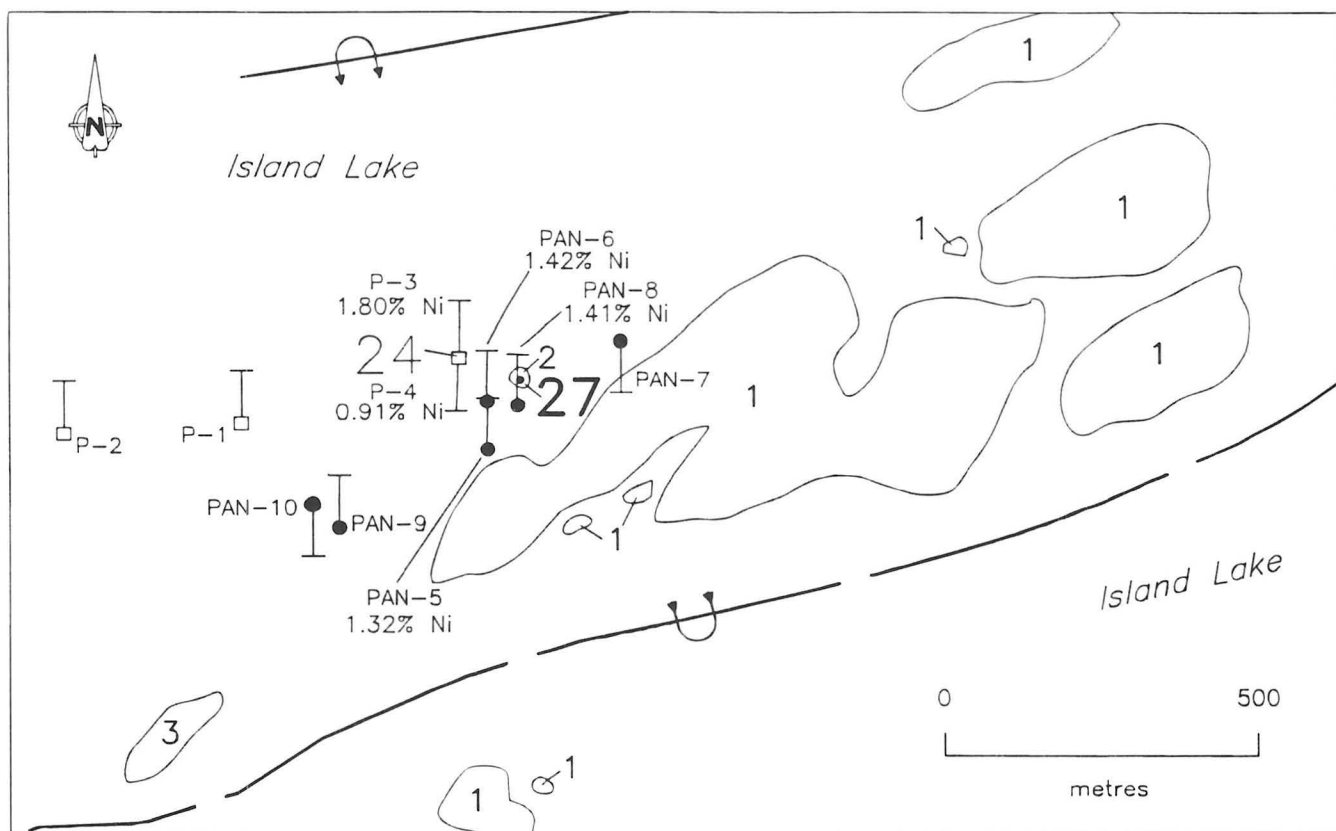 1
N
Island Lake
1
1
PAN-6
1.42% Ni
P-3
1.80% Ni
PAN-8
1.41% Ni
24
2
27
PAN-7
1
1
P-4
0.91% Ni
P-2
P-1
PAN-10
PAN-9
1
PAN-5
1.32% Ni
Island Lake
3
0 500
metres
1
1